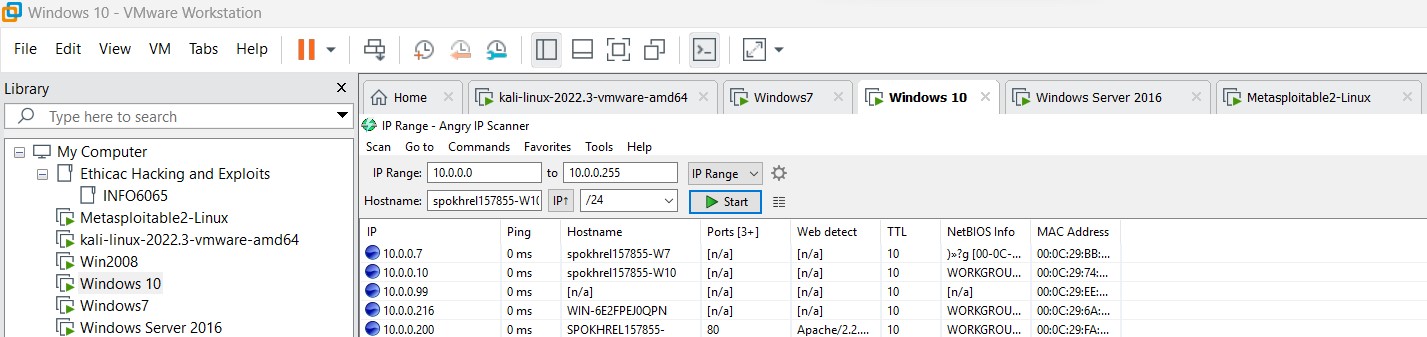 Windows 10 - VMware Workstation
File Edit View VM Tabs Help
Library X
Type here to search
My Computer
Ethicac Hacking and Exploits
INFO6065
Metasploitable2-Linux
kali-linux-2022.3-vmware-amd64
Win2008
Windows 10
Windows7
Windows Server 2016
Home kali-linux-2022.3-vmware-amd64 Windows7 Windows 10 Windows Server 2016 Metasploitable2-Linux
IP Range - Angry IP Scanner
Scan Go to Commands Favorites Tools Help
IP Range: 10.0.0.0 to 10.0.0.255 IP Range
Hostname: spokhrel157855-W10 IP↑ /24 Start
IP Ping Hostname Ports [3+] Web detect TTL NetBIOS Info MAC Address
10.0.0.7 0 ms spokhrel157855-W7 [n/a] [n/a] 10 )»?g [00-0C-... 00:0C:29:BB:...
10.0.0.10 0 ms spokhrel157855-W10 [n/a] [n/a] 10 WORKGROU... 00:0C:29:74:...
10.0.0.99 0 ms [n/a] [n/a] [n/a] 10 [n/a] 00:0C:29:EE:...
10.0.0.216 0 ms WIN-6E2FPEJ0QPN [n/a] [n/a] 10 WORKGROU... 00:0C:29:6A:...
10.0.0.200 0 ms SPOKHREL157855- 80 Apache/2.2.... 10 WORKGROU... 00:0C:29:FA:...